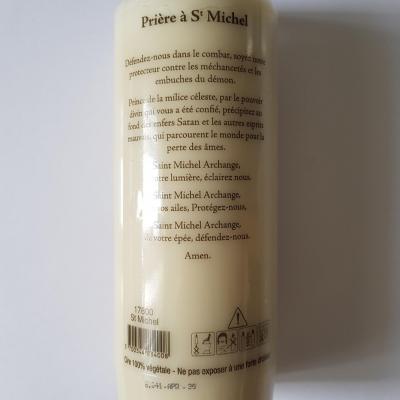 Prière à St Michel
Défendez-nous dans le combat, soyez notre
protecteur contre les méchancetés et les
embuches du démon.
Prince de la milice céleste, par le pouvoir
divin qui vous a été confié, précipitez au
fond des enfers Satan et les autres esprits
mauvais, qui parcourent le monde pour la
perte des âmes.
Saint Michel Archange,
votre lumière, éclairez nous.
Saint Michel Archange,
vos ailes, Protégez-nous,
Saint Michel Archange,
votre épée, défendez-nous.
Amen.
17600
St Michel
Cire 100% végétale - Ne pas exposer à une forte